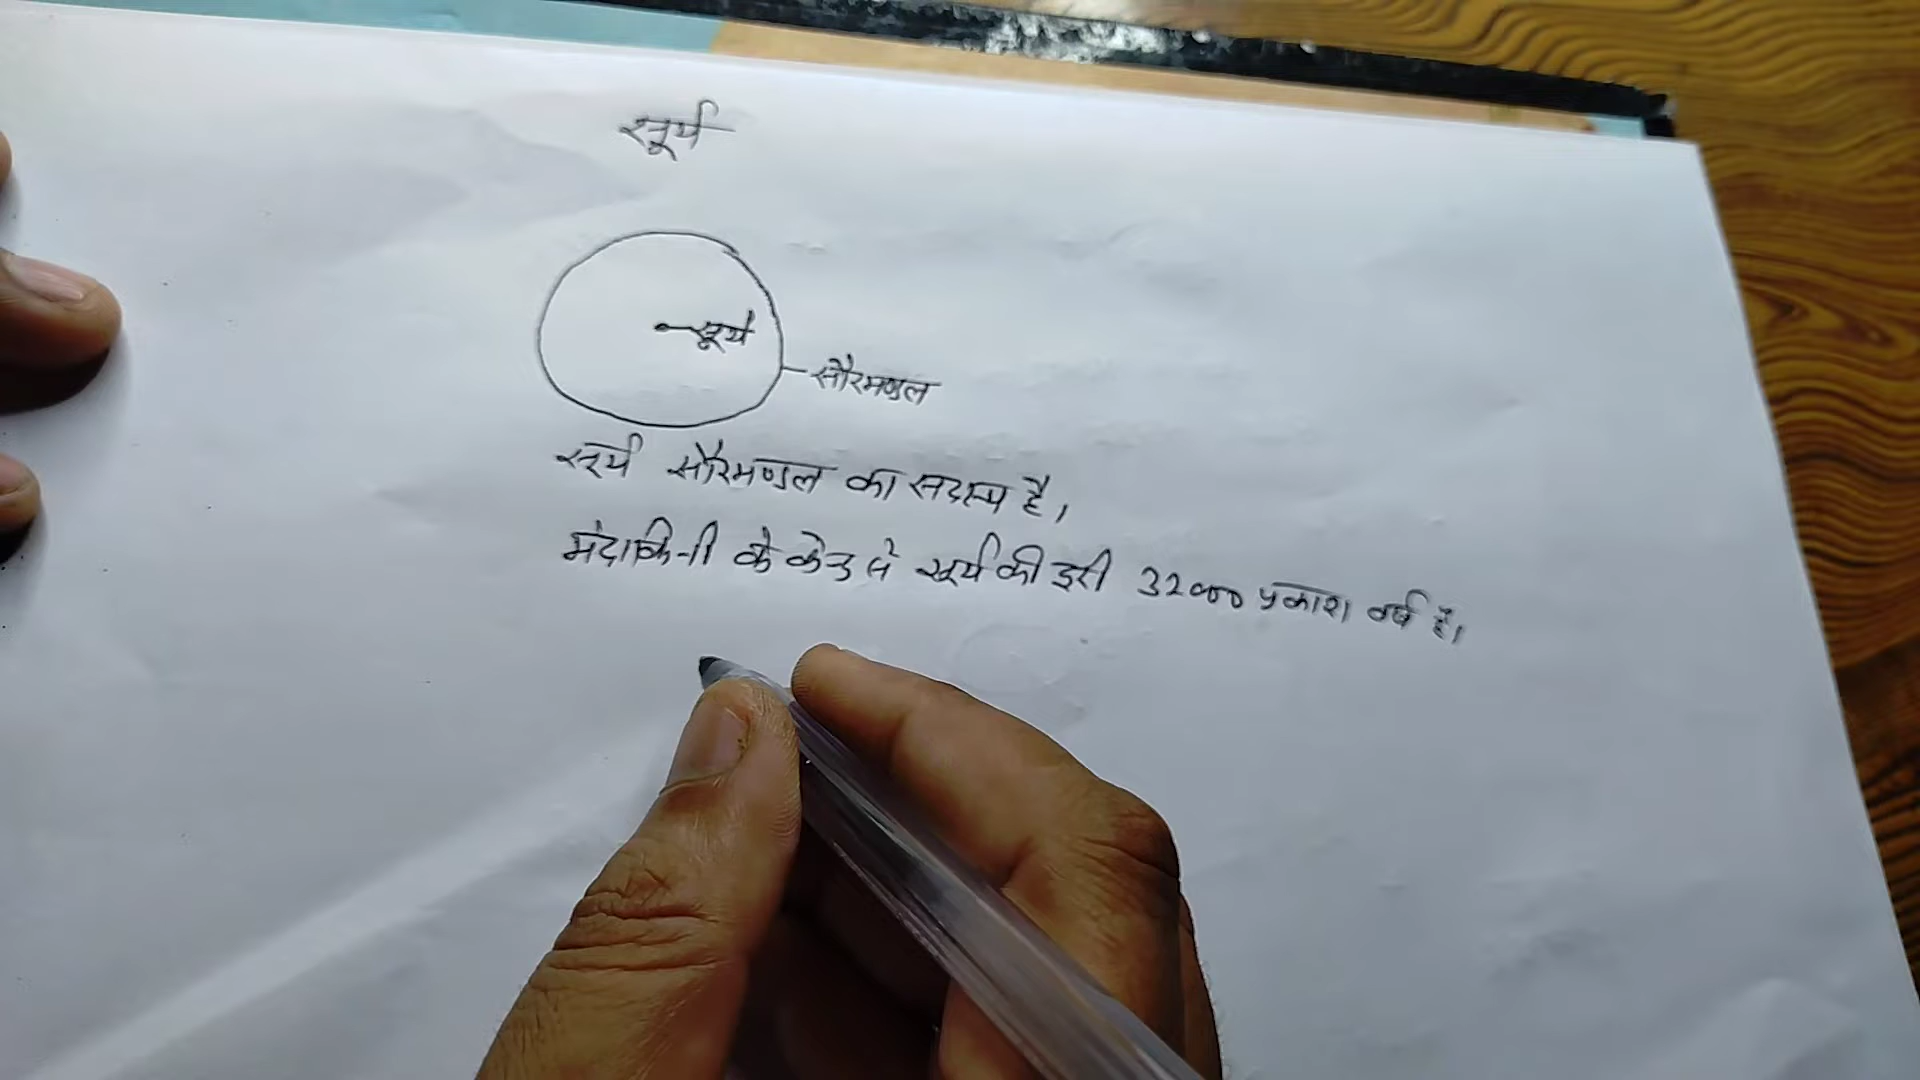 सूर्य
सूर्य
सौरमण्डल
सूर्य सौरमण्डल का सदस्य है।
मंदाकिनी के केन्द्र से सूर्य की दूरी 32000 प्रकाश वर्ष है।